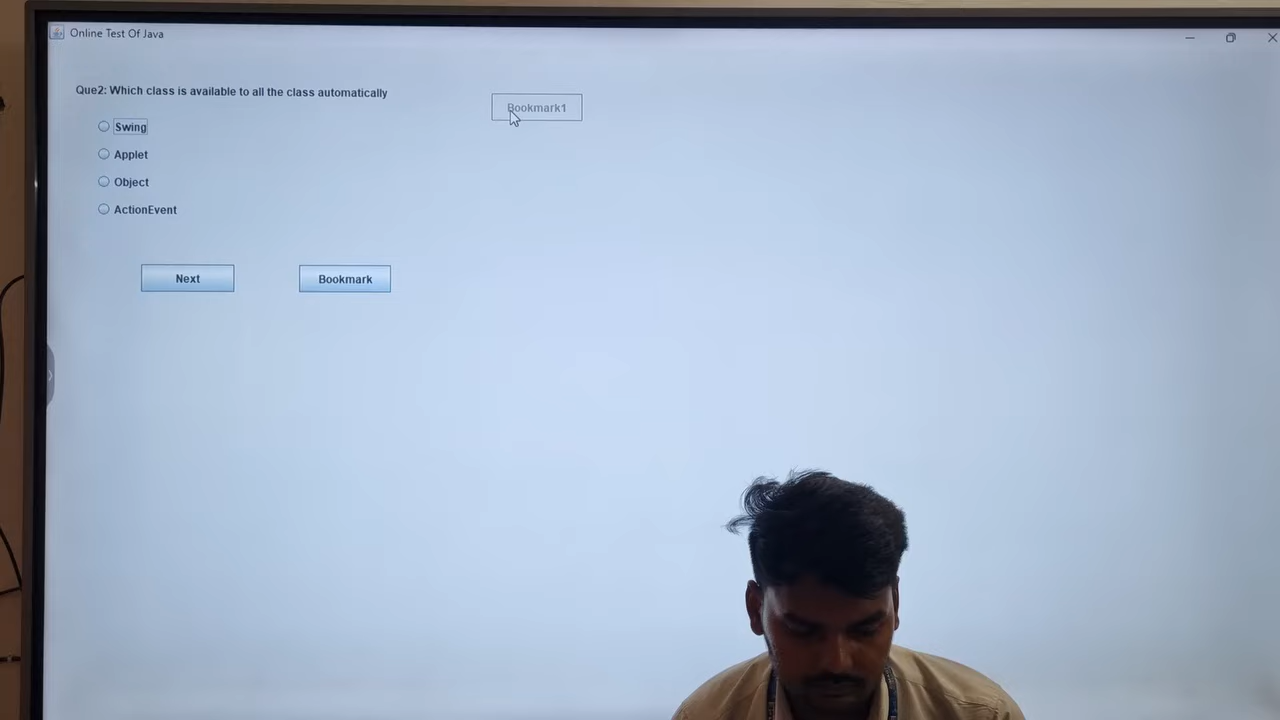 Online Test Of Java
Que2: Which class is available to all the class automatically
Bookmark1
Swing
Applet
Object
ActionEvent
Next
Bookmark